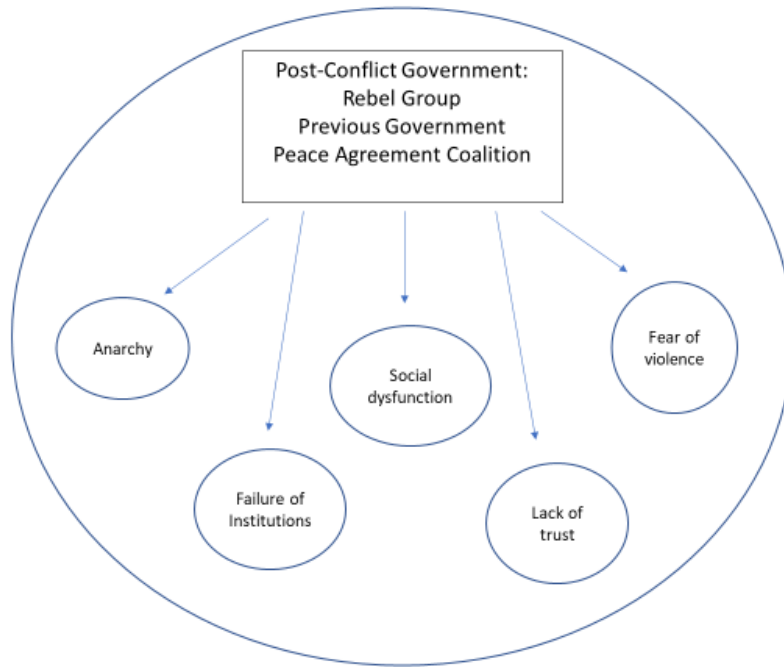 Post-Conflict Government:
Rebel Group
Previous Government
Peace Agreement Coalition
Anarchy
Failure of
Institutions
Social
dysfunction
Lack of
trust
Fear of
violence